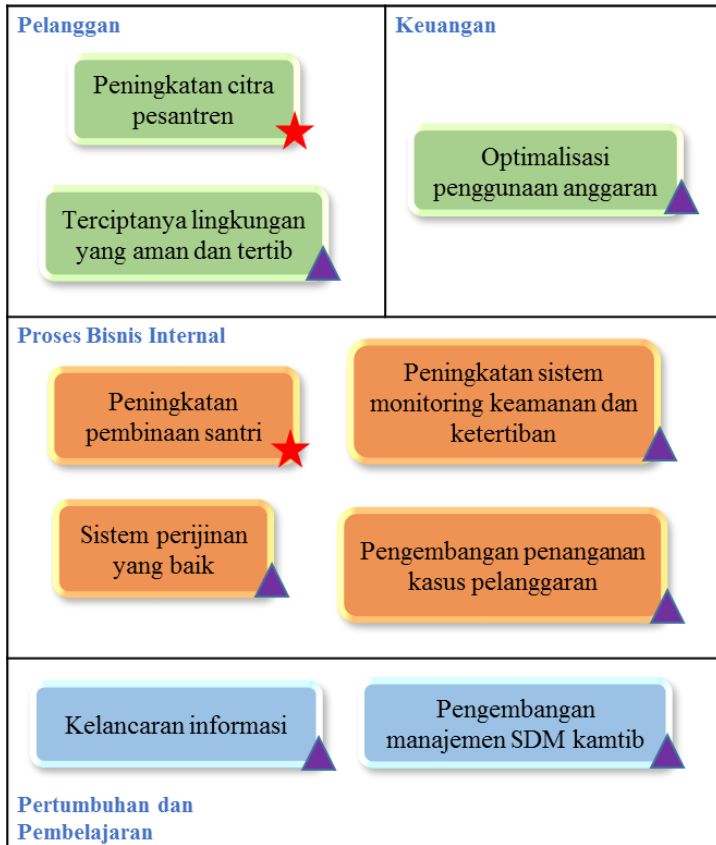 Pelanggan
Peningkatan citra
pesantren
Terciptanya lingkungan
yang aman dan tertib
Keuangan
Optimalisasi
penggunaan anggaran
Proses Bisnis Internal
Peningkatan
pembinaan santri
Peningkatan sistem
monitoring keamanan dan
ketertiban
Sistem perijinan
yang baik
Pengembangan penanganan
kasus pelanggaran
Kelancaran informasi
Pengembangan
manajemen SDM kamtib
Pertumbuhan dan
Pembelajaran